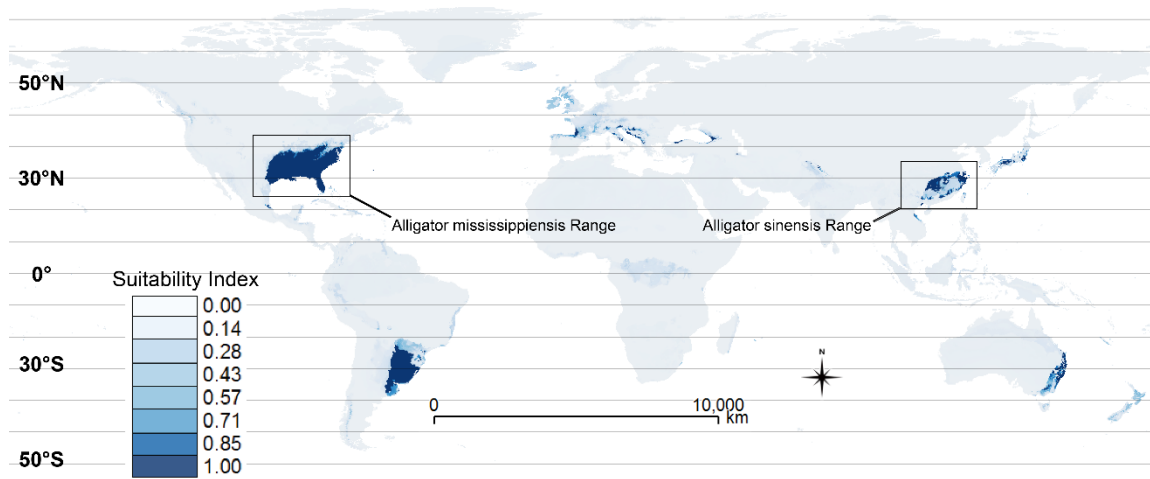 50°N
30°N
Alligator mississippiensis Range
Alligator sinensis Range
0°
Suitability Index
0.00
0.14
0.28
0.43
0.57
0.71
0.85
1.00
30°S
N
0 10,000
km
50°S